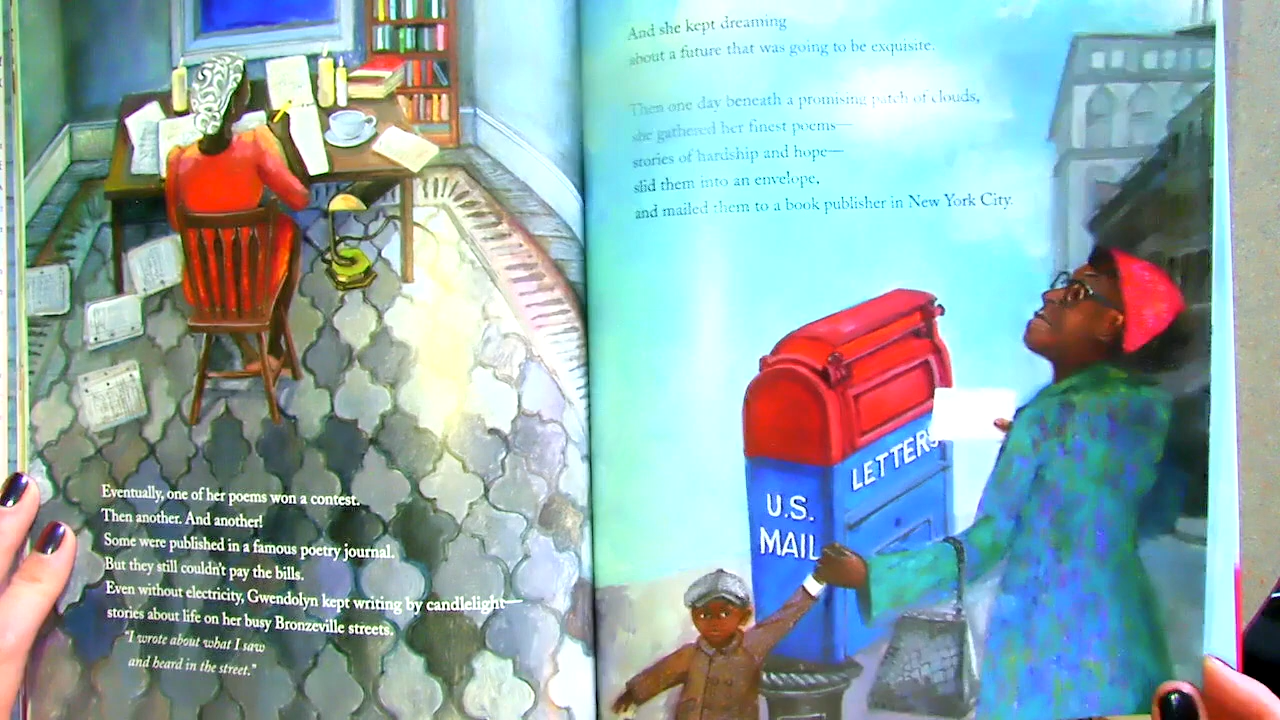 Eventually, one of her poems won a contest.
Then another. And another!
Some were published in a famous poetry journal.
But they still couldn't pay the bills.
Even without electricity, Gwendolyn kept writing by candlelight—
stories about life on her busy Bronzeville streets.
"I wrote about what I saw
and heard in the street."
And she kept dreaming
about a future that was going to be exquisite.
Then one day beneath a promising patch of clouds,
she gathered her finest poems—
stories of hardship and hope—
slid them into an envelope,
and mailed them to a book publisher in New York City.
LETTERS
U.S.
MAIL